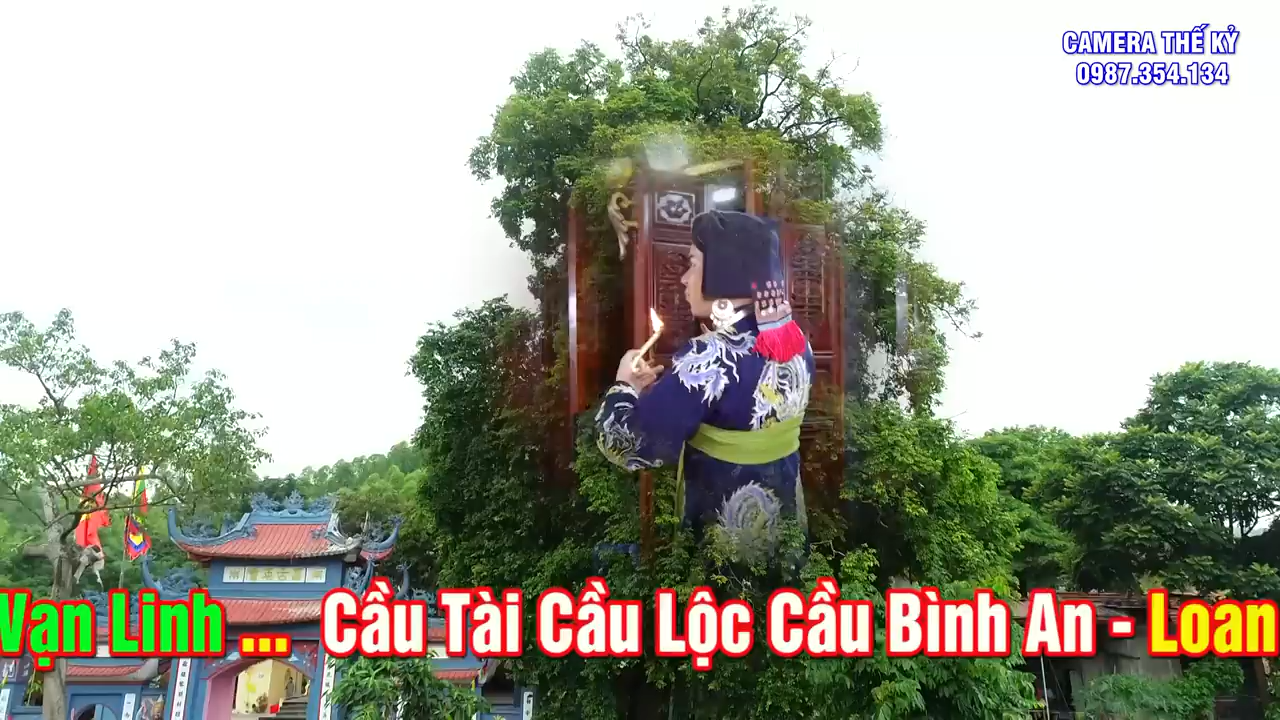 CAMERA THẾ KỶ
0987.354.134
Vạn Linh ... Cầu Tài Cầu Lộc Cầu Bình An - Loan